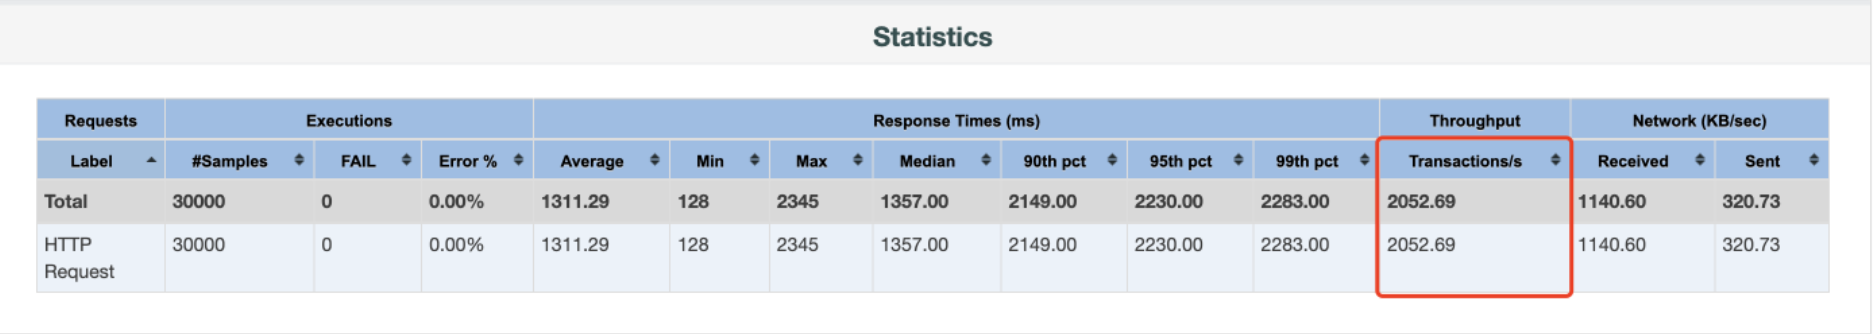 Statistics
Requests Executions Response Times (ms) Throughput Network (KB/sec)
Label #Samples FAIL Error % Average Min Max Median 90th pct 95th pct 99th pct Transactions/s Received Sent
Total 30000 0 0.00% 1311.29 128 2345 1357.00 2149.00 2230.00 2283.00 2052.69 1140.60 320.73
HTTP 30000 0 0.00% 1311.29 128 2345 1357.00 2149.00 2230.00 2283.00 2052.69 1140.60 320.73
Request